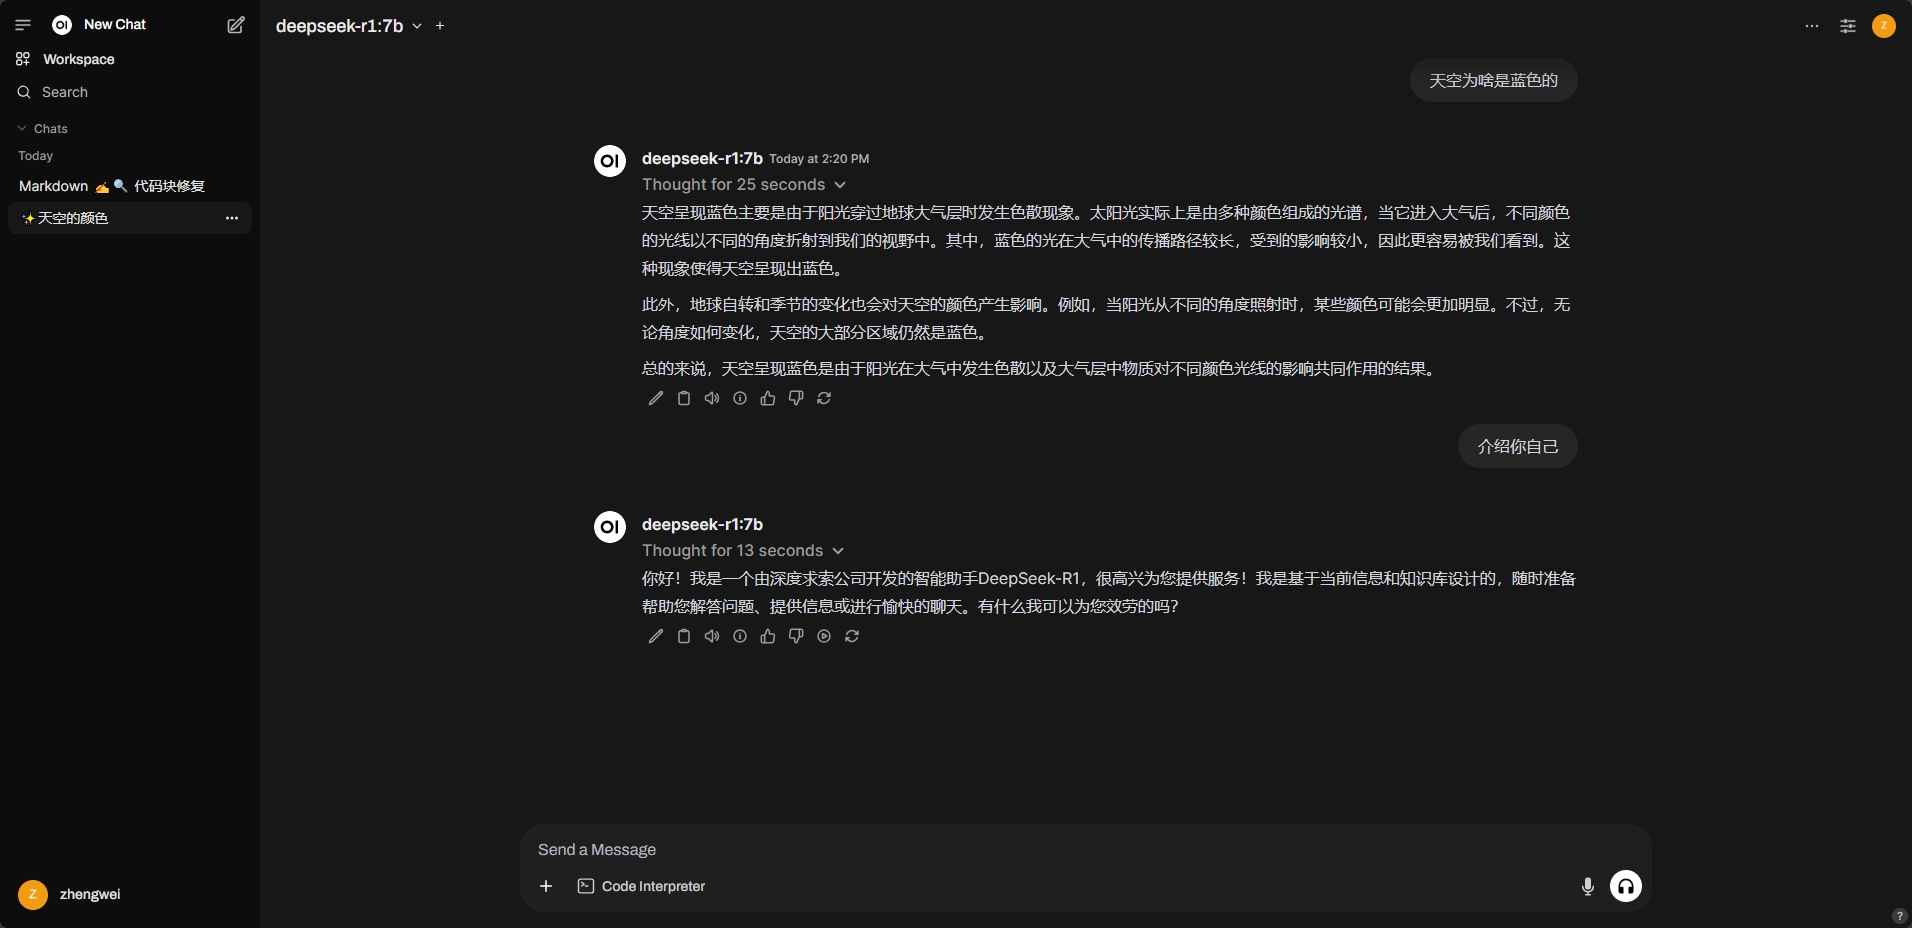 OI New Chat
Workspace
Search
Chats
Today
Markdown ✍️🔍 代码块修复
✨天空的颜色
Z zhengwei
deepseek-r1:7b
Z
天空为啥是蓝色的
OI deepseek-r1:7b Today at 2:20 PM
Thought for 25 seconds
天空呈现蓝色主要是由于阳光穿过地球大气层时发生色散现象。太阳光实际上是由多种颜色组成的光谱，当它进入大气后，不同颜色
的光线以不同的角度折射到我们的视野中。其中，蓝色的光在大气中的传播路径较长，受到的影响较小，因此更容易被我们看到。这
种现象使得天空呈现出蓝色。
此外，地球自转和季节的变化也会对天空的颜色产生影响。例如，当阳光从不同的角度照射时，某些颜色可能会更加明显。不过，无
论角度如何变化，天空的大部分区域仍然是蓝色。
总的来说，天空呈现蓝色是由于阳光在大气中发生色散以及大气层中物质对不同颜色光线的影响共同作用的结果。
介绍你自己
OI deepseek-r1:7b
Thought for 13 seconds
你好！我是一个由深度求索公司开发的智能助手DeepSeek-R1，很高兴为您提供服务！我是基于当前信息和知识库设计的，随时准备
帮助您解答问题、提供信息或进行愉快的聊天。有什么我可以为您效劳的吗？
Send a Message
Code Interpreter
?